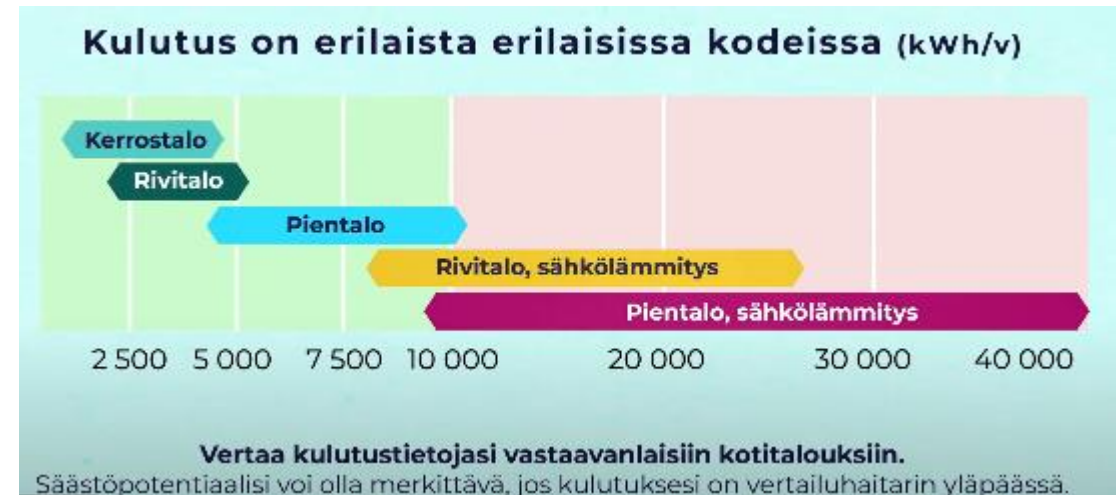 Kulutus on erilaista erilaisissa kodeissa (kWh/v)
Kerrostalo
Rivitalo
Pientalo
Rivitalo, sähkölämmitys
Pientalo, sähkölämmitys
2 500 5 000 7 500 10 000 20 000 30 000 40 000
Vertaa kulutustietojasi vastaavanlaisiin kotitalouksiin.
Säästöpotentiaalisi voi olla merkittävä, jos kulutuksesi on vertailuhaitarin yläpäässä.